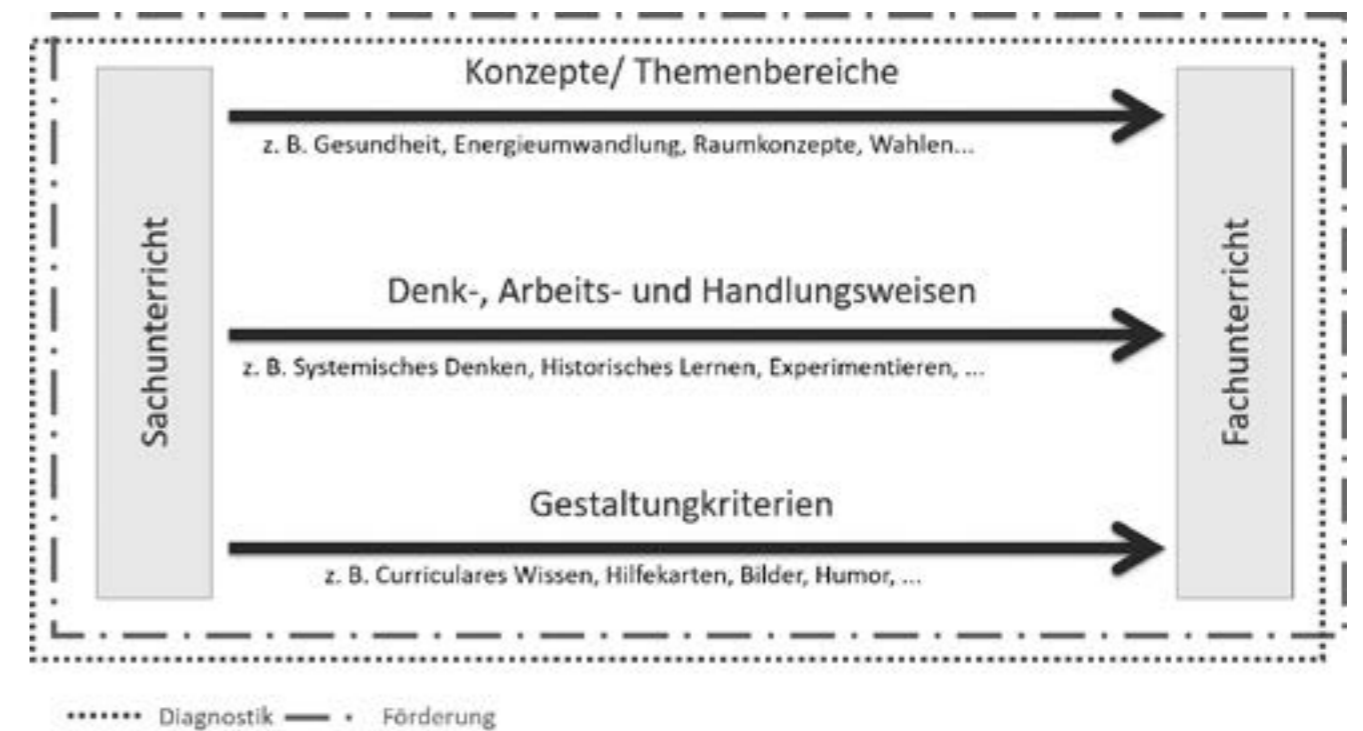 Konzepte/ Themenbereiche
z. B. Gesundheit, Energieumwandlung, Raumkonzepte, Wahlen...
Sachunterricht
Denk-, Arbeits- und Handlungsweisen
z. B. Systemisches Denken, Historisches Lernen, Experimentieren, ...
Fachunterricht
Gestaltungkriterien
z. B. Curriculares Wissen, Hilfekarten, Bilder, Humor, ...
Diagnostik
Förderung